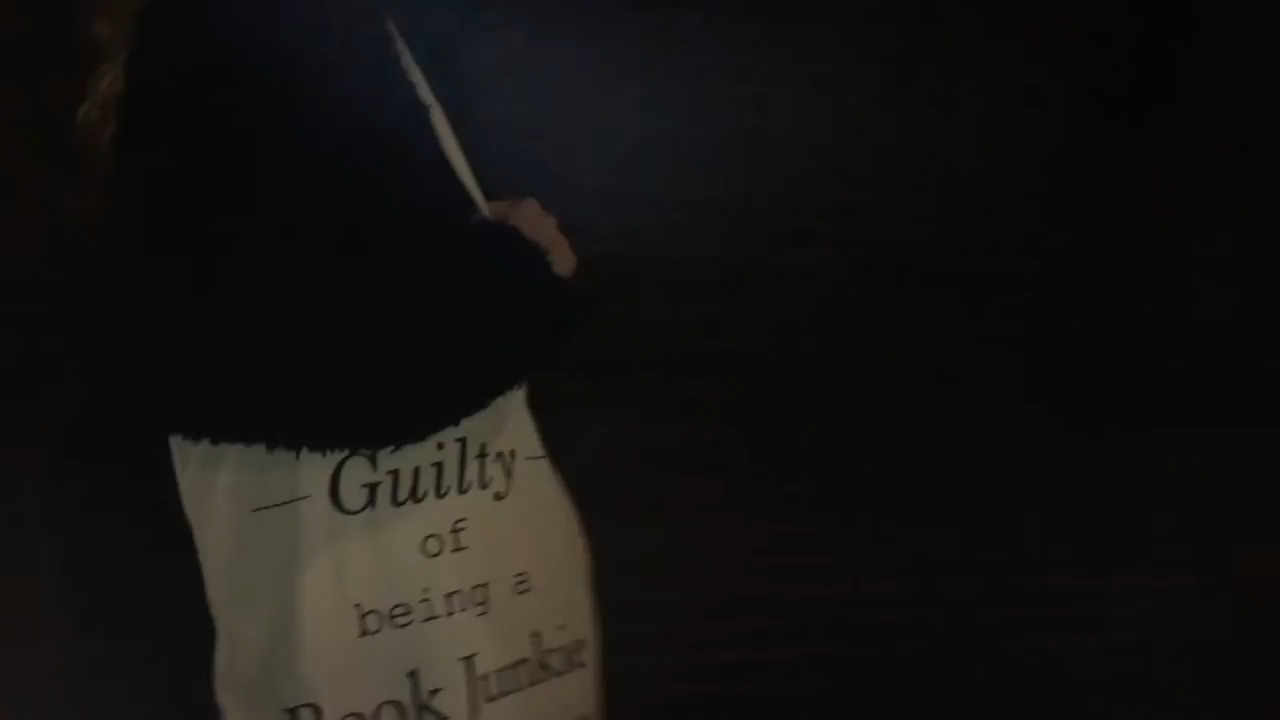 — Guilty —
of
being a
Book Junkie